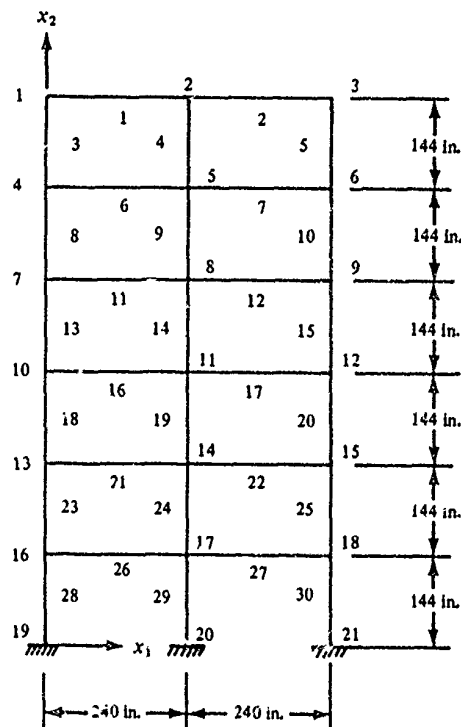 x₂
1 2 3
1 2
3 4 5 144 in.
4 5 6
6 7 144 in.
8 9 10
7 8 9
11 12 144 in.
13 14 15
10 11 12
16 17 144 in.
18 19 20
13 14 15
21 22 144 in.
23 24 25
16 17 18
26 27 144 in.
28 29 30
19 x₁ 20 21
240 in. 240 in.